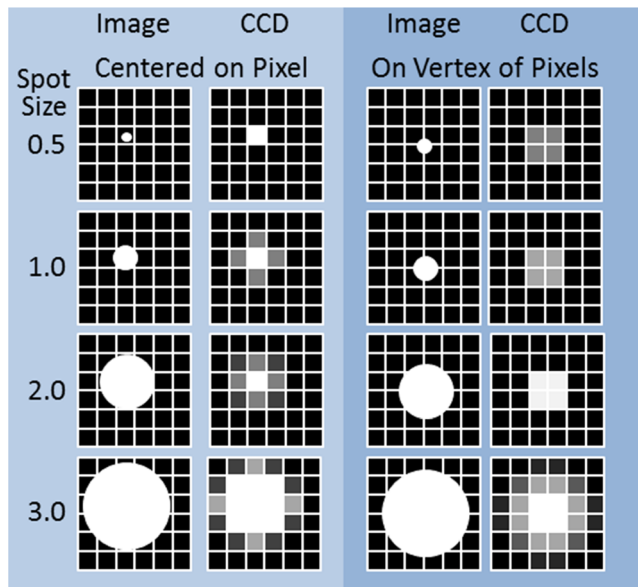 Image CCD Image CCD
Centered on Pixel On Vertex of Pixels
Spot
Size
0.5
1.0
2.0
3.0